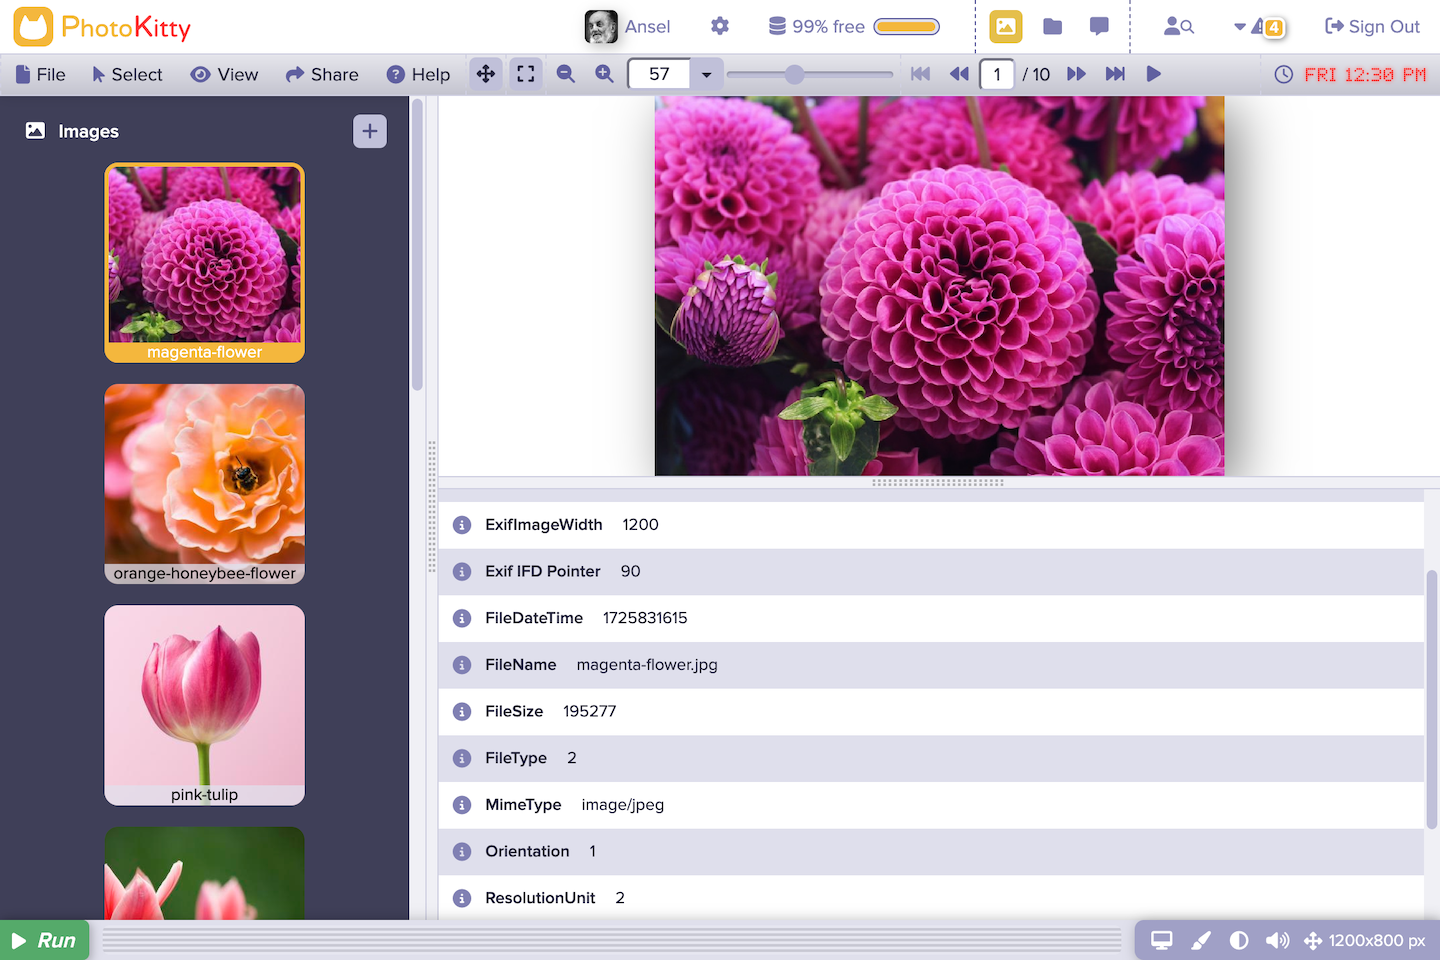 PhotoKitty
Ansel
99% free
4
Sign Out
File
Select
View
Share
Help
57
1 / 10
FRI 12:30 PM
Images
magenta-flower
orange-honeybee-flower
pink-tulip
ExifImageWidth 1200
Exif IFD Pointer 90
FileDateTime 1725831615
FileName magenta-flower.jpg
FileSize 195277
FileType 2
MimeType image/jpeg
Orientation 1
ResolutionUnit 2
Run
1200x800 px